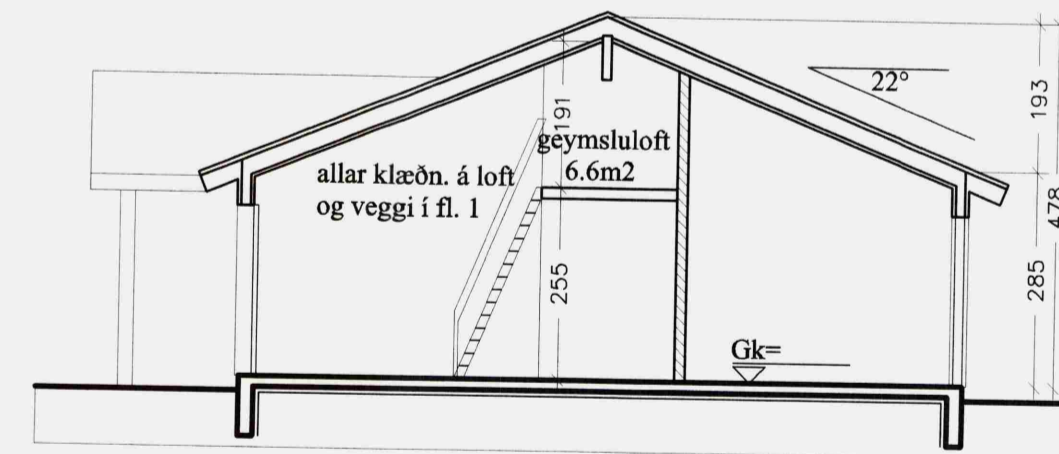 22°
193
191
geymsluloft
6.6m2
allar klæðn. á loft
og veggi í fl. 1
478
255
285
Gk=